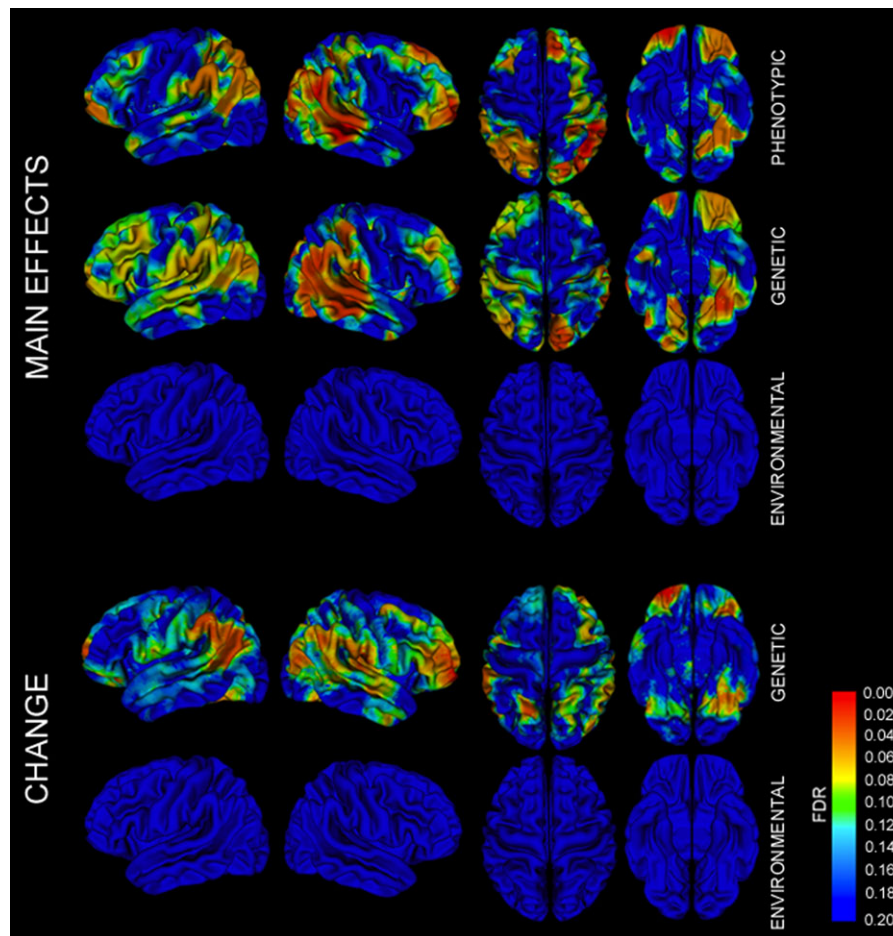 MAIN EFFECTS
PHENOTYPIC
GENETIC
ENVIRONMENTAL
CHANGE
GENETIC
ENVIRONMENTAL
FDR
0.00
0.02
0.04
0.06
0.08
0.10
0.12
0.14
0.16
0.18
0.20